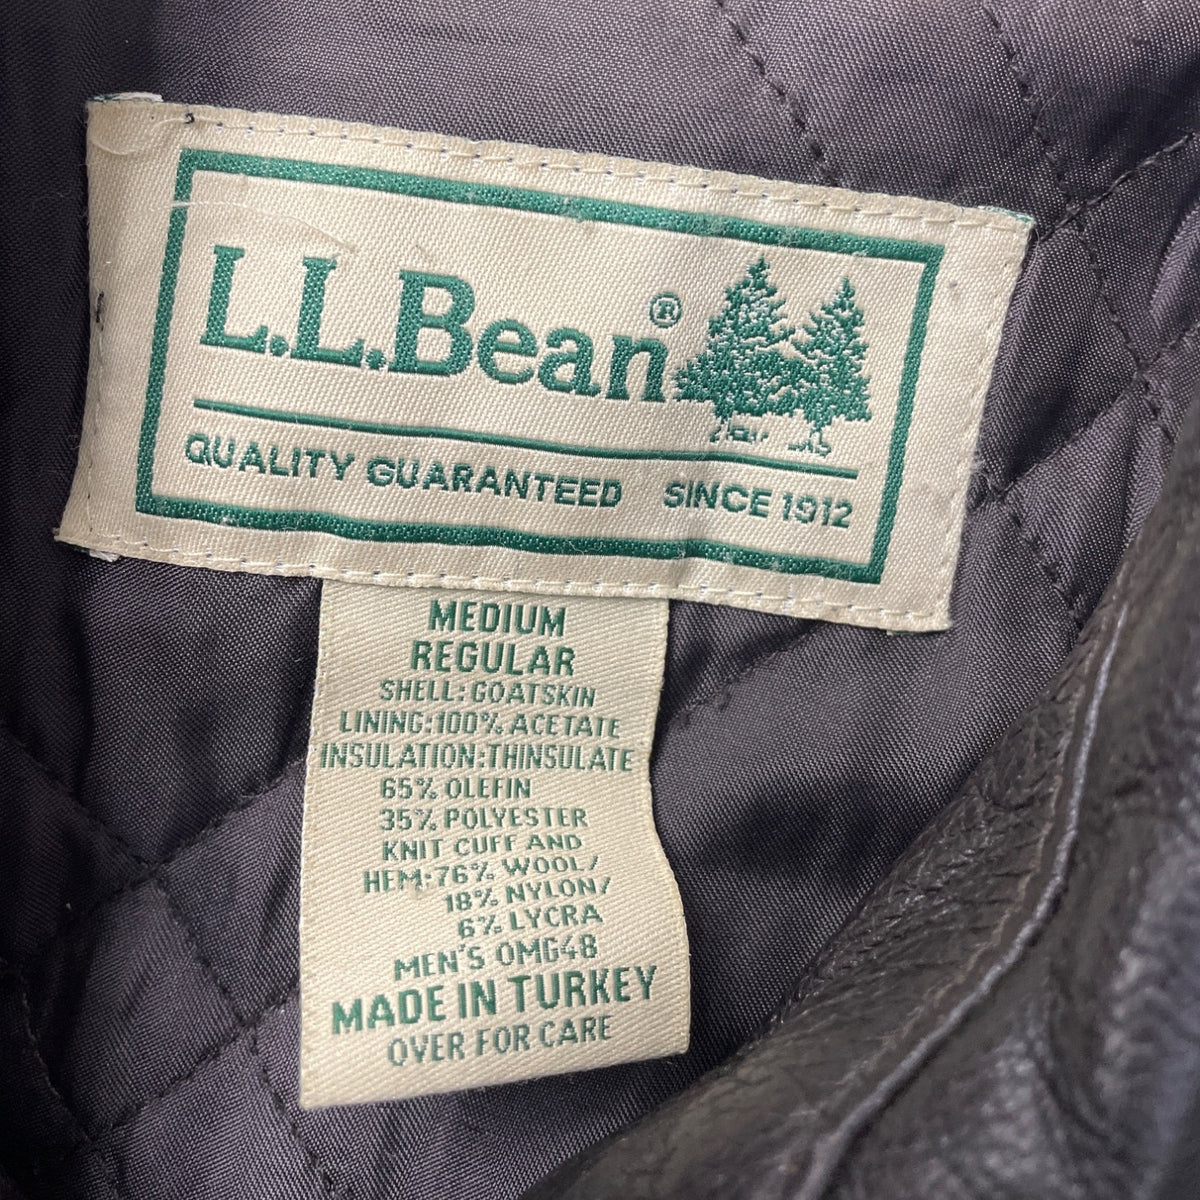 L.L.Bean®
QUALITY GUARANTEED SINCE 1912
MEDIUM
REGULAR
SHELL: GOATSKIN
LINING:100% ACETATE
INSULATION:THINSULATE
65% OLEFIN
35% POLYESTER
KNIT CUFF AND
HEM:76% WOOL/
18% NYLON/
6% LYCRA
MEN'S OMG48
MADE IN TURKEY
OVER FOR CARE